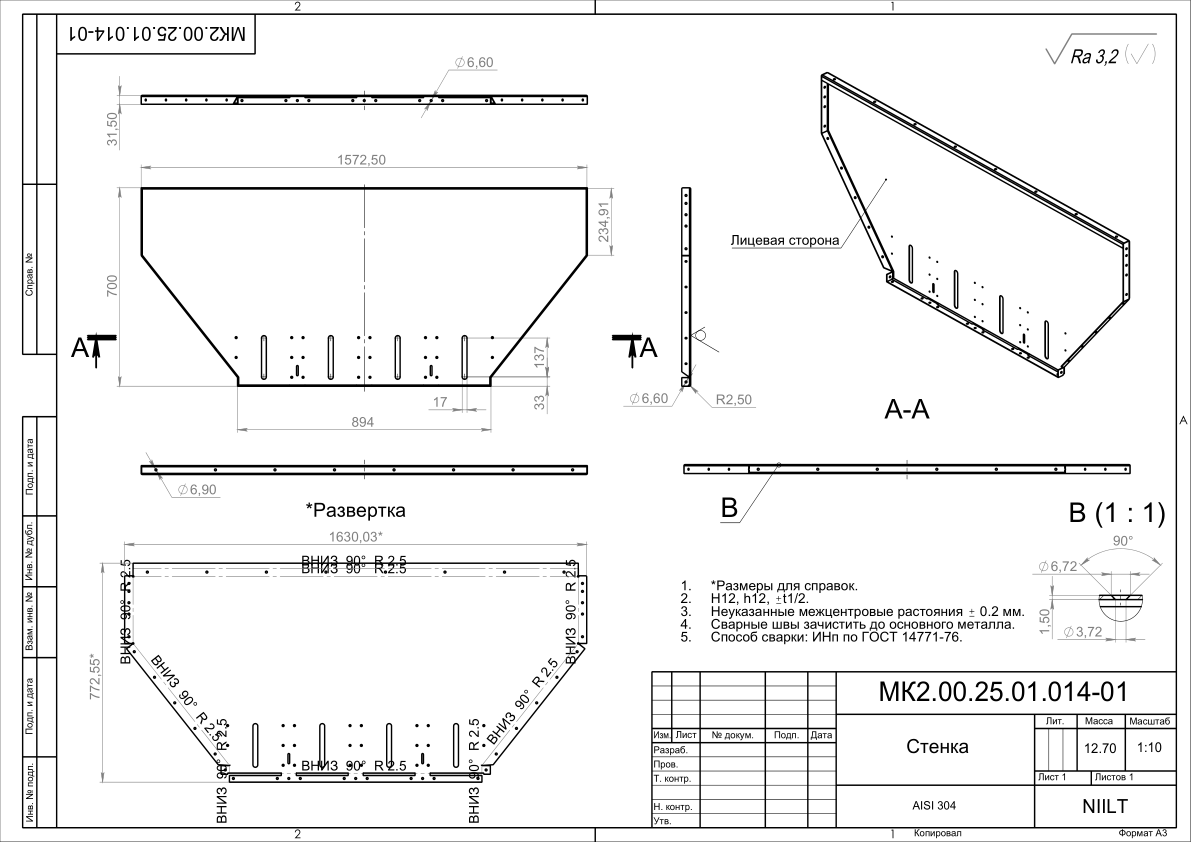 2
1
МК2.00.25.01.014-01
Ra 3,2 (√)
∅6,60
31,50
1572,50
700
234,91
A
A
137
33
17
894
∅6,60
R2,50
Лицевая сторона
A-A
∅6,90
B
B (1 : 1)
90°
∅6,72
1,50
∅3,72
*Развертка
1630,03*
772,55*
ВНИЗ 90° R 2.5
ВНИЗ 90° R 2.5
ВНИЗ 90° R 2.5
ВНИЗ 90° R 2.5
ВНИЗ 90° R 2.5
ВНИЗ 90° R 2.5
ВНИЗ 90° R 2.5
ВНИЗ 90° R 2.5
ВНИЗ 90° R 2.5
1. *Размеры для справок.
2. H12, h12, ±t1/2.
3. Неуказанные межцентровые растояния ± 0.2 мм.
4. Сварные швы зачистить до основного металла.
5. Способ сварки: ИНп по ГОСТ 14771-76.
Справ. №
Подп. и дата
Инв. № дубл.
Взам. инв. №
Подп. и дата
Инв. № подл.
A
МК2.00.25.01.014-01
Изм. Лист № докум. Подп. Дата
Разраб.
Пров.
Т. контр.
Н. контр.
Утв.
Стенка
Лит. Масса Масштаб
12.70 1:10
Лист 1 Листов 1
AISI 304
NIILT
2
1
Копировал Формат А3